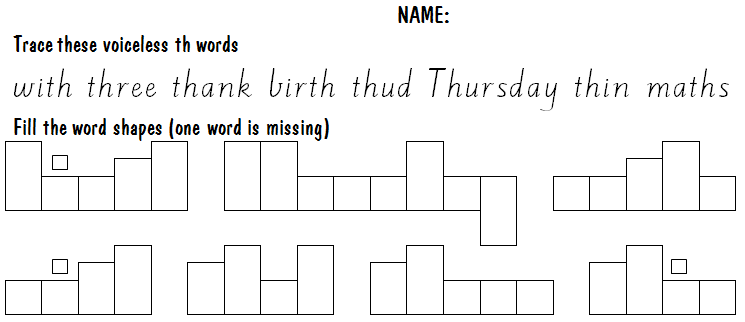 NAME:
Trace these voiceless th words
with three thank birth thud Thursday thin maths
Fill the word shapes (one word is missing)